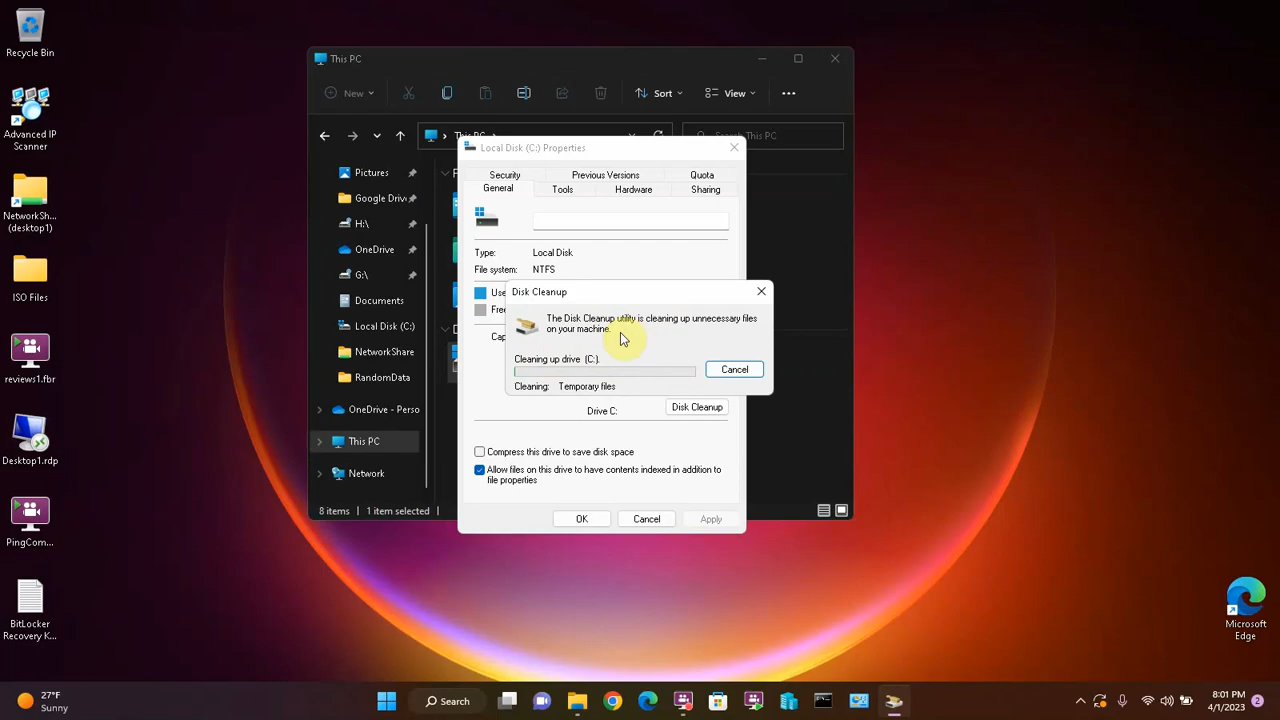 Recycle Bin
Advanced IP
Scanner
NetworkSh...
(desktop1)
ISO Files
reviews1.fbr
Desktop1.rdp
PingCom...
BitLocker
Recovery K...
This PC
New
Sort
View
This PC
Search This PC
Pictures
Google Driv
H:\
OneDrive
G:\
Documents
Local Disk (C:)
NetworkShare
RandomData
OneDrive - Perso
This PC
Network
8 items
1 item selected
Local Disk (C:) Properties
Security
Previous Versions
Quota
General
Tools
Hardware
Sharing
Type:
Local Disk
File system:
NTFS
Use
Free
Cap
Disk Cleanup
The Disk Cleanup utility is cleaning up unnecessary files
on your machine.
Cleaning up drive (C:).
Cancel
Cleaning: Temporary files
Drive C:
Disk Cleanup
Compress this drive to save disk space
Allow files on this drive to have contents indexed in addition to
file properties
OK
Cancel
Apply
Microsoft
Edge
27°F
Sunny
Search
8:01 PM
4/1/2023
2